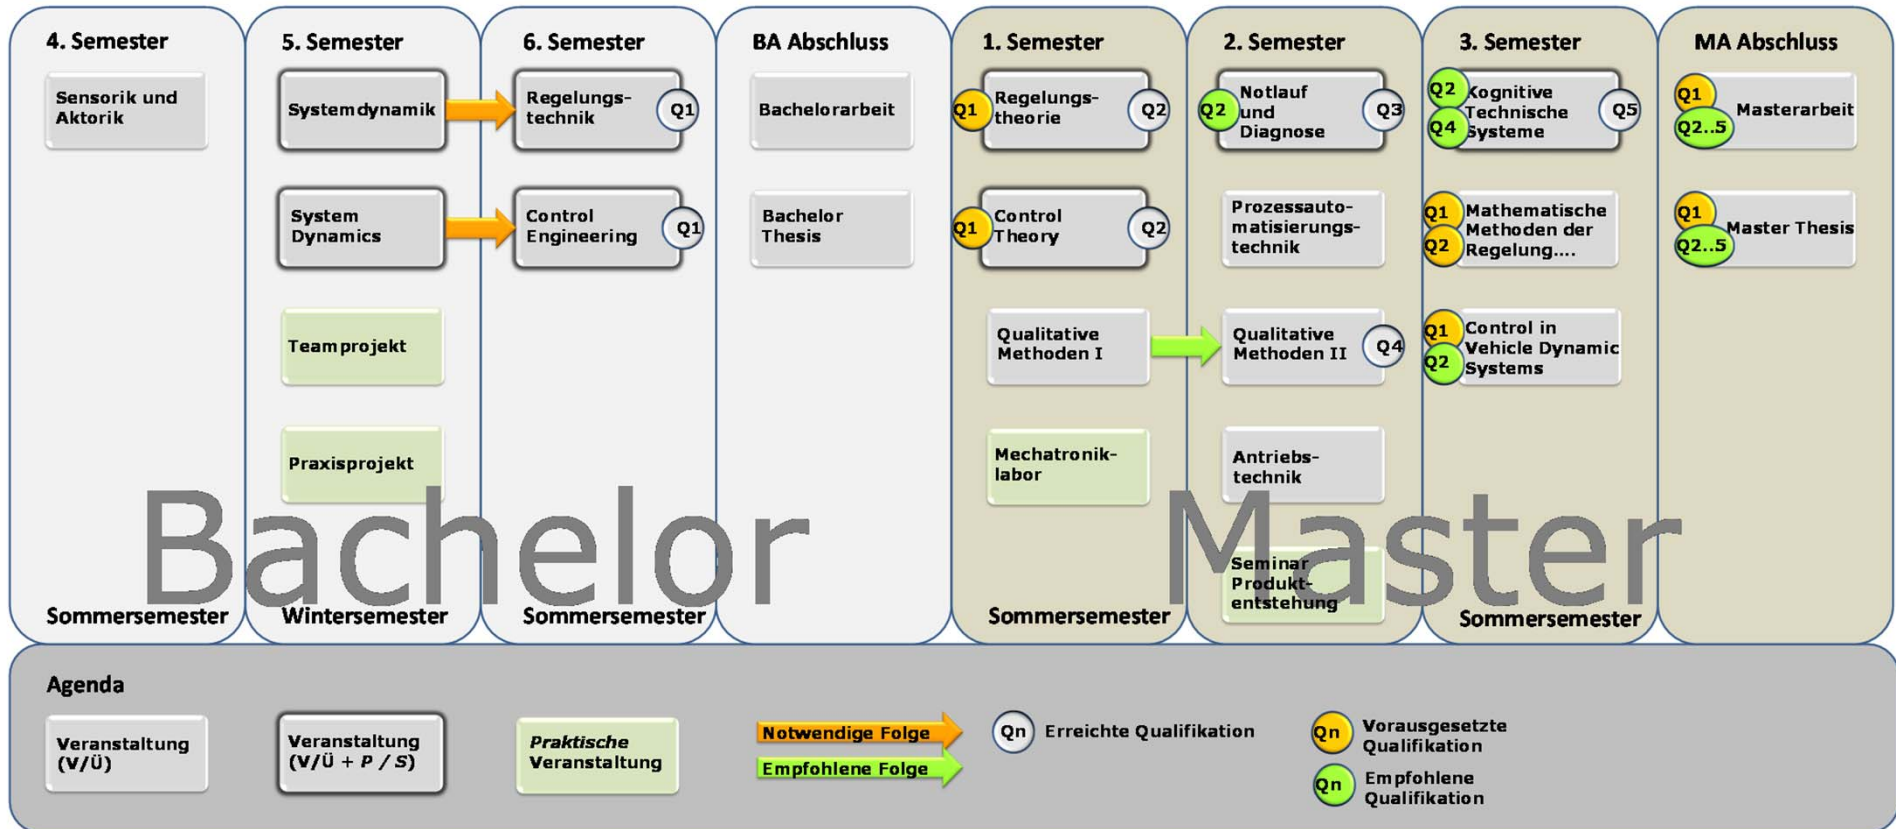 4. Semester
Sensorik und
Aktorik
Sommersemester
5. Semester
Systemdynamik
System
Dynamics
Teamprojekt
Praxisprojekt
Wintersemester
6. Semester
Regelungs-
technik
Q1
Control
Engineering
Q1
Sommersemester
BA Abschluss
Bachelorarbeit
Bachelor
Thesis
Bachelor
1. Semester
Q1
Regelungs-
theorie
Q2
Q1
Control
Theory
Q2
Qualitative
Methoden I
Mechatronik-
labor
Sommersemester
2. Semester
Q2
Notlauf
und
Diagnose
Q3
Prozessauto-
matisierungs-
technik
Qualitative
Methoden II
Q4
Antriebs-
technik
Seminar
Produkt-
entstehung
3. Semester
Q2
Q4
Kognitive
Technische
Systeme
Q5
Q1
Q2
Mathematische
Methoden der
Regelung....
Q1
Q2
Control in
Vehicle Dynamic
Systems
Sommersemester
MA Abschluss
Q1
Q2..5
Masterarbeit
Q1
Q2..5
Master Thesis
Master
Agenda
Veranstaltung
(V/Ü)
Veranstaltung
(V/Ü + P / S)
Praktische
Veranstaltung
Notwendige Folge
Empfohlene Folge
Qn
Erreichte Qualifikation
Qn
Vorausgesetzte
Qualifikation
Qn
Empfohlene
Qualifikation